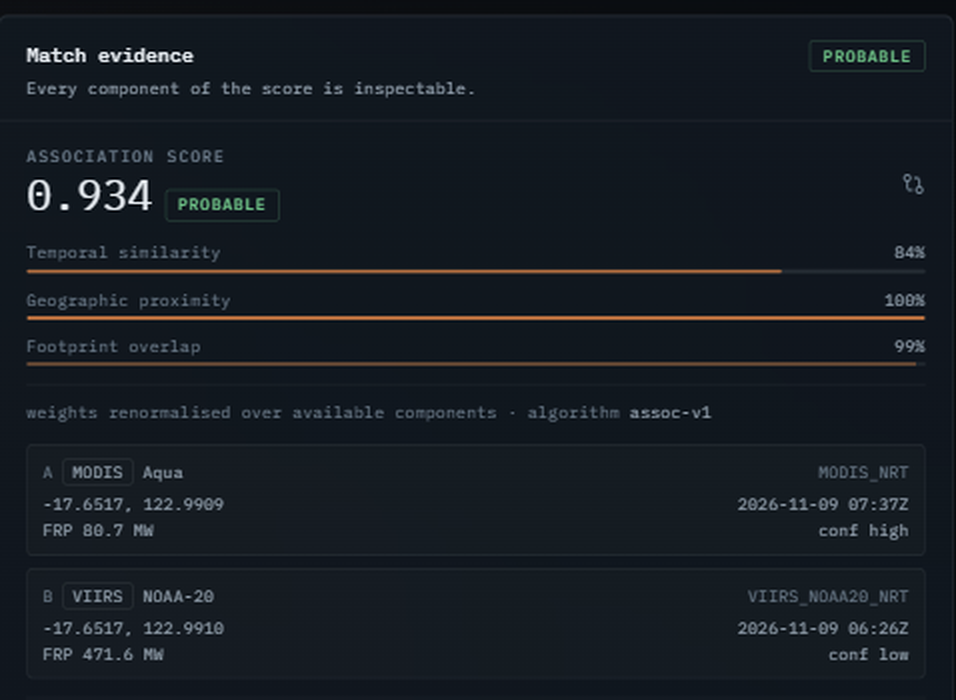 Match evidence
PROBABLE
Every component of the score is inspectable.
ASSOCIATION SCORE
0.934 PROBABLE
Temporal similarity 84%
Geographic proximity 100%
Footprint overlap 99%
weights renormalised over available components · algorithm assoc-v1
A MODIS Aqua MODIS_NRT
-17.6517, 122.9909 2026-11-09 07:37Z
FRP 80.7 MW conf high
B VIIRS NOAA-20 VIIRS_NOAA20_NRT
-17.6517, 122.9910 2026-11-09 06:26Z
FRP 471.6 MW conf low